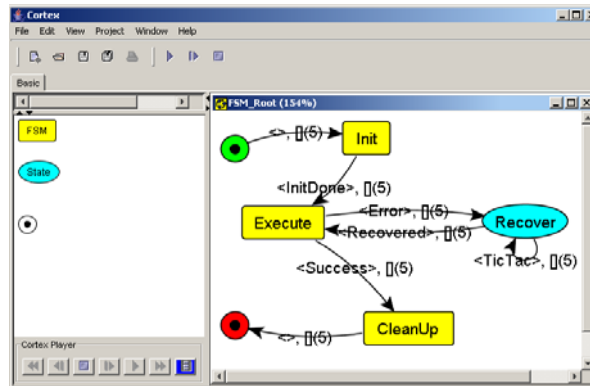 Cortex
File Edit View Project Window Help
Basic
FSM
State
Cortex Player
FSM_Root (154%)
<>, [](5)
Init
<InitDone>, [](5)
Execute
<Error>, [](5)
<Recovered>, [](5)
Recover
<TicTac>, [](5)
<Success>, [](5)
CleanUp
<>, [](5)